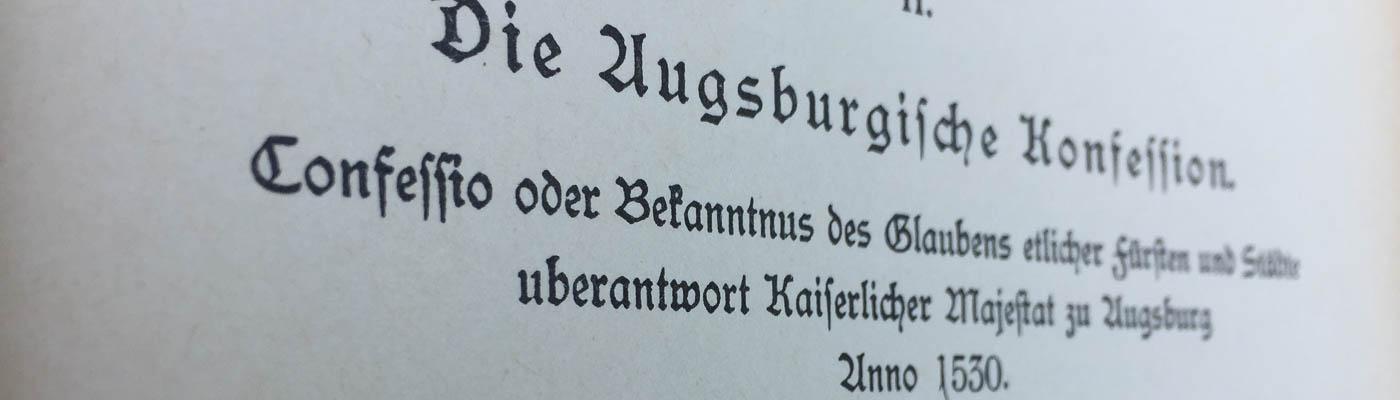 II.
Die Augsburgiſche Konfeſſion.
Confeſſio oder Bekanntnus des Glaubens etlicher Fürſten und Städte
uberantwort Kaiſerlicher Majeſtat zu Augsburg
Anno 1530.